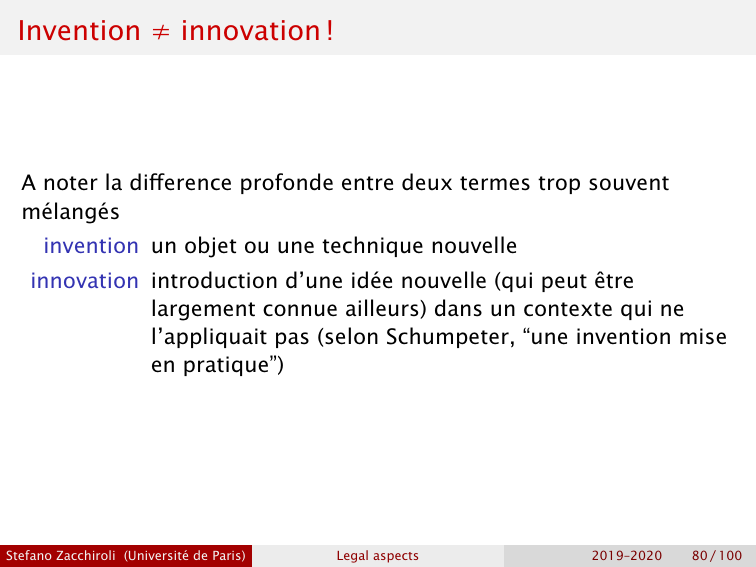 Invention ≠ innovation !
A noter la difference profonde entre deux termes trop souvent
mélangés
invention un objet ou une technique nouvelle
innovation introduction d’une idée nouvelle (qui peut être
largement connue ailleurs) dans un contexte qui ne
l’appliquait pas (selon Schumpeter, “une invention mise
en pratique”)
Stefano Zacchiroli (Université de Paris) Legal aspects 2019–2020 80 / 100